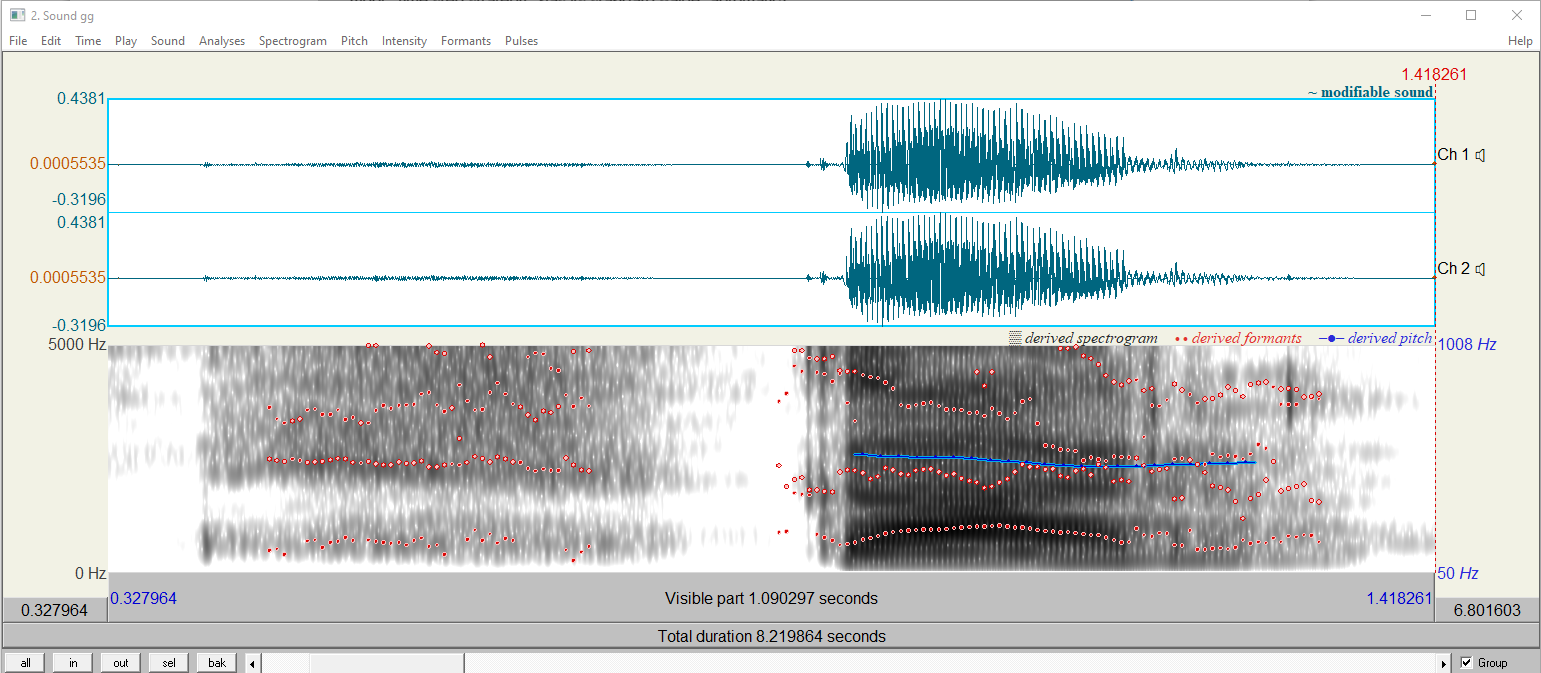 2. Sound gg
File Edit Time Play Sound Analyses Spectrogram Pitch Intensity Formants Pulses Help
1.418261
~ modifiable sound
0.4381
0.0005535
Ch 1
-0.3196
0.4381
0.0005535
Ch 2
-0.3196
derived spectrogram derived formants derived pitch
5000 Hz 1008 Hz
0 Hz 50 Hz
0.327964 0.327964 Visible part 1.090297 seconds 1.418261 6.801603
Total duration 8.219864 seconds
all in out sel bak Group